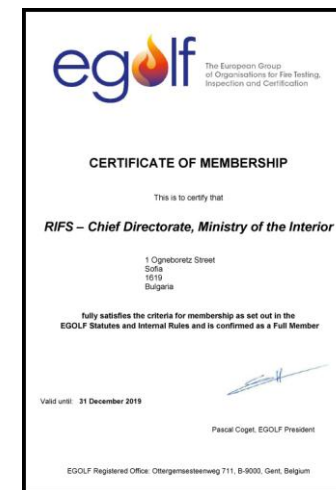 egolf
The European Group
of Organisations for Fire Testing,
Inspection and Certification
CERTIFICATE OF MEMBERSHIP
This is to certify that
RIFS – Chief Directorate, Ministry of the Interior
1 Ogneboretz Street
Sofia
1619
Bulgaria
fully satisfies the criteria for membership as set out in the
EGOLF Statutes and Internal Rules and is confirmed as a Full Member
Valid until: 31 December 2019
Pascal Coget, EGOLF President
EGOLF Registered Office: Ottergemsesteenweg 711, B-9000, Gent, Belgium